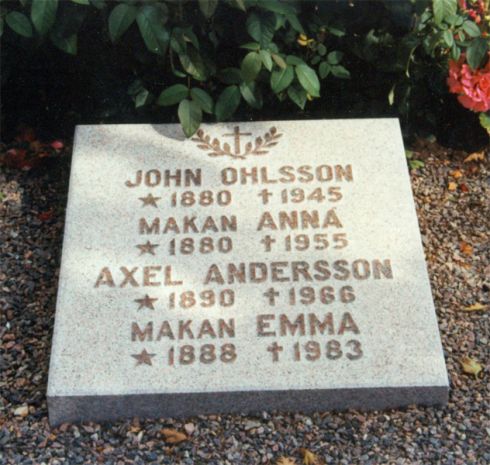 JOHN OHLSSON
★ 1880 † 1945
MAKAN ANNA
★ 1880 † 1955
AXEL ANDERSSON
★ 1890 † 1966
MAKAN EMMA
★ 1888 † 1983